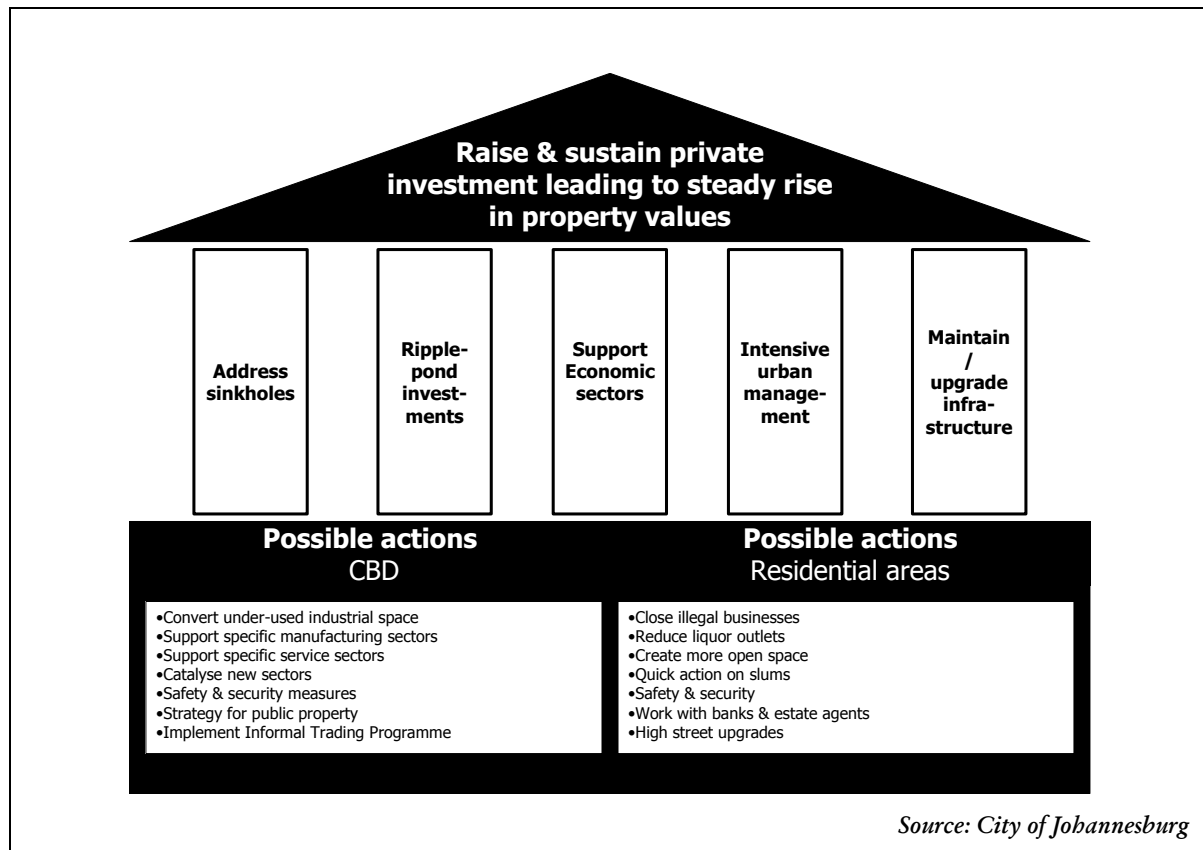 Raise & sustain private
investment leading to steady rise
in property values
Address
sinkholes
Ripple-
pond
invest-
ments
Support
Economic
sectors
Intensive
urban
manage-
ment
Maintain
/
upgrade
infra-
structure
Possible actions
CBD
•Convert under-used industrial space
•Support specific manufacturing sectors
•Support specific service sectors
•Catalyse new sectors
•Safety & security measures
•Strategy for public property
•Implement Informal Trading Programme
Possible actions
Residential areas
•Close illegal businesses
•Reduce liquor outlets
•Create more open space
•Quick action on slums
•Safety & security
•Work with banks & estate agents
•High street upgrades
Source: City of Johannesburg